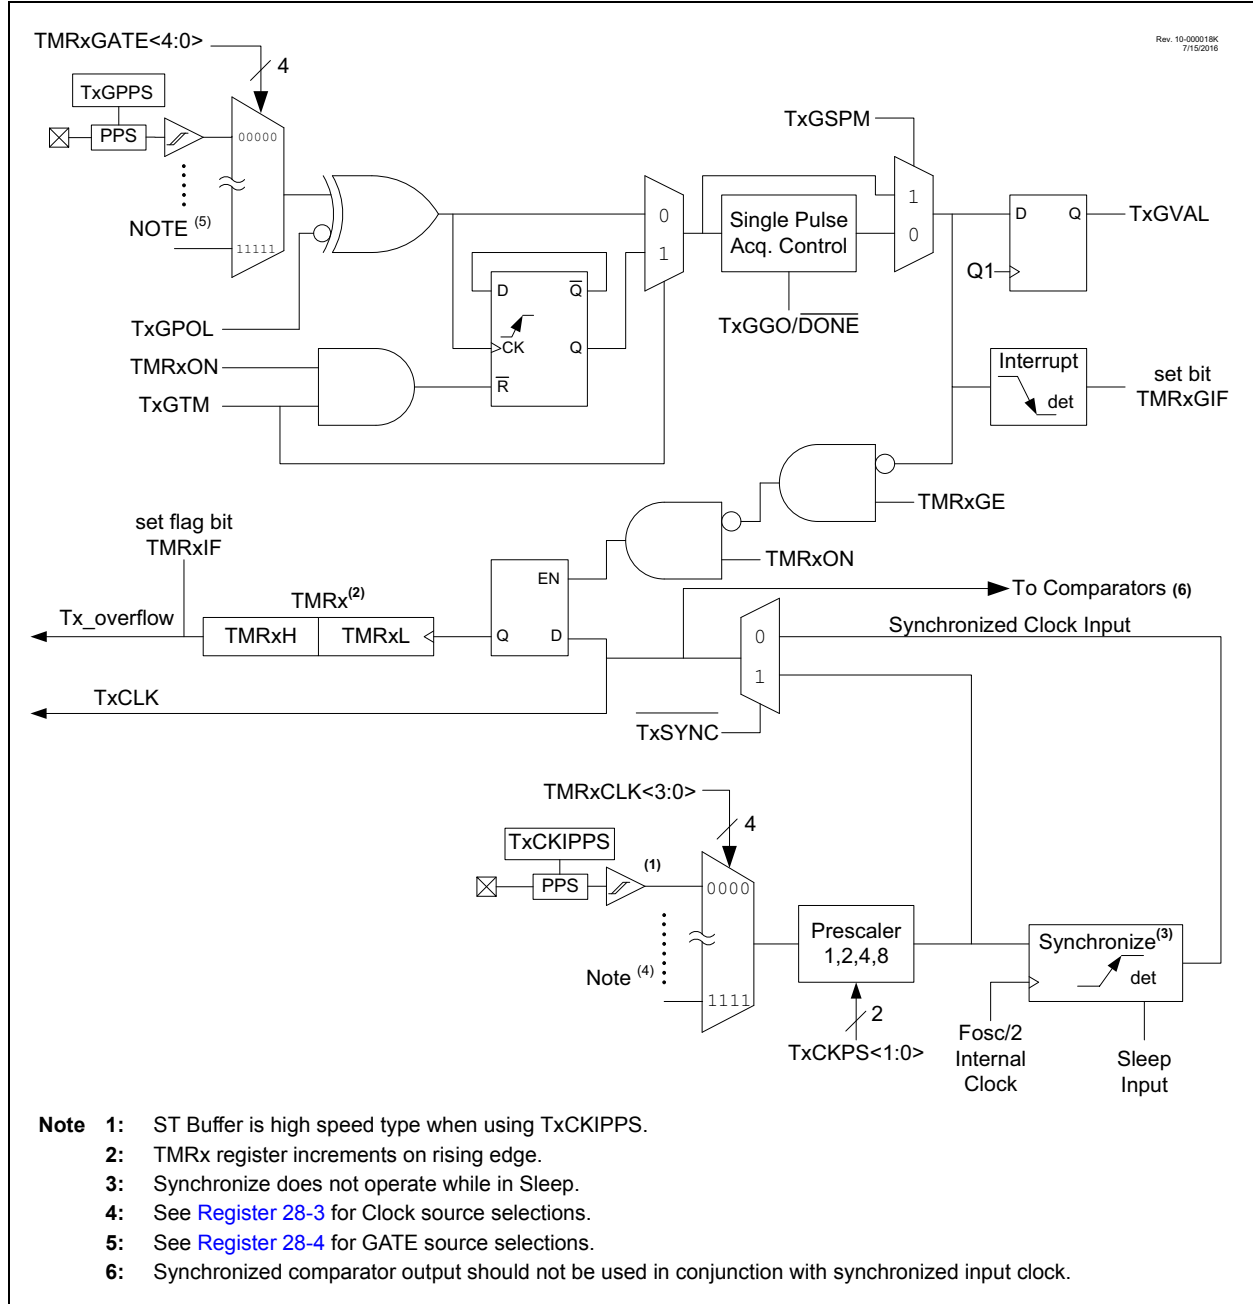 TMRxGATE<4:0>
Rev. 10-000018K
7/15/2016
4
TxGPPS
PPS
00000
NOTE (5)
11111
TxGPOL
TMRxON
TxGTM
D
Q
CK
Q
R
0
1
Single Pulse
Acq. Control
TxGGO/DONE
TxGSPM
1
0
D
Q
Q1
TxGVAL
Interrupt
det
set bit
TMRxGIF
TMRxGE
TMRxON
set flag bit
TMRxIF
Tx_overflow
TMRx(2)
TMRxH
TMRxL
EN
Q
D
To Comparators (6)
Synchronized Clock Input
0
1
TxCLK
TxSYNC
TMRxCLK<3:0>
4
TxCKIPPS
PPS
(1)
0000
Note (4)
1111
Prescaler
1,2,4,8
2
TxCKPS<1:0>
Synchronize(3)
det
Fosc/2
Internal
Clock
Sleep
Input
Note 1: ST Buffer is high speed type when using TxCKIPPS.
2: TMRx register increments on rising edge.
3: Synchronize does not operate while in Sleep.
4: See Register 28-3 for Clock source selections.
5: See Register 28-4 for GATE source selections.
6: Synchronized comparator output should not be used in conjunction with synchronized input clock.